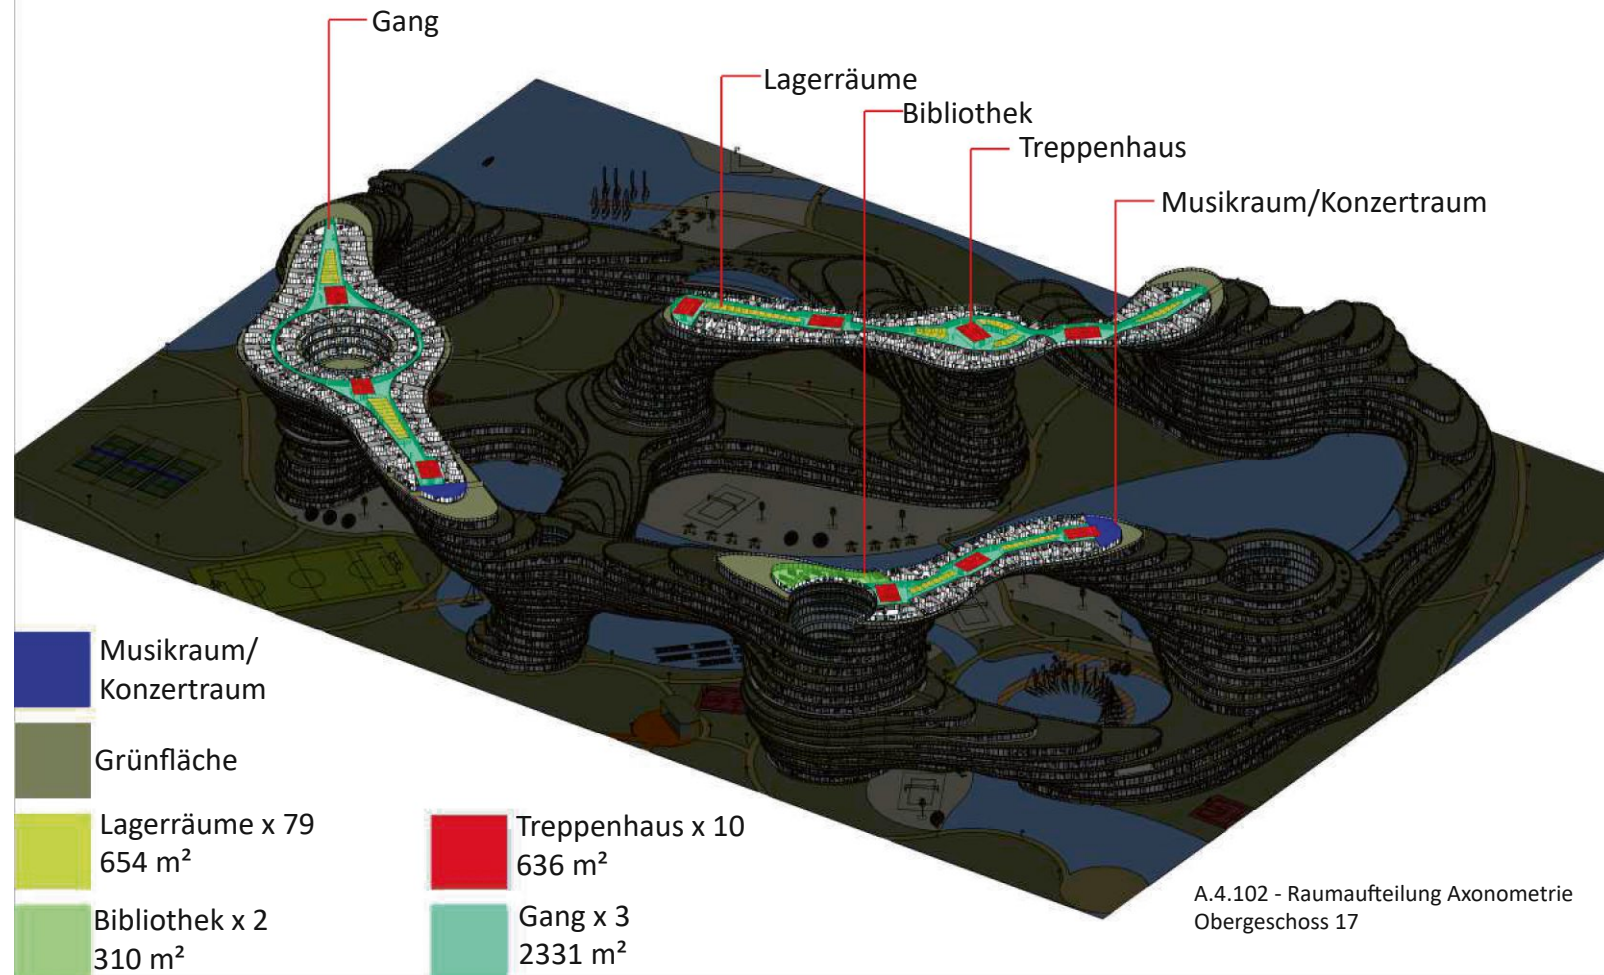 Gang
Lagerräume
Bibliothek
Treppenhaus
Musikraum/Konzertraum
Musikraum/
Konzertraum
Grünfläche
Lagerräume x 79
654 m²
Bibliothek x 2
310 m²
Treppenhaus x 10
636 m²
Gang x 3
2331 m²
A.4.102 - Raumaufteilung Axonometrie
Obergeschoss 17